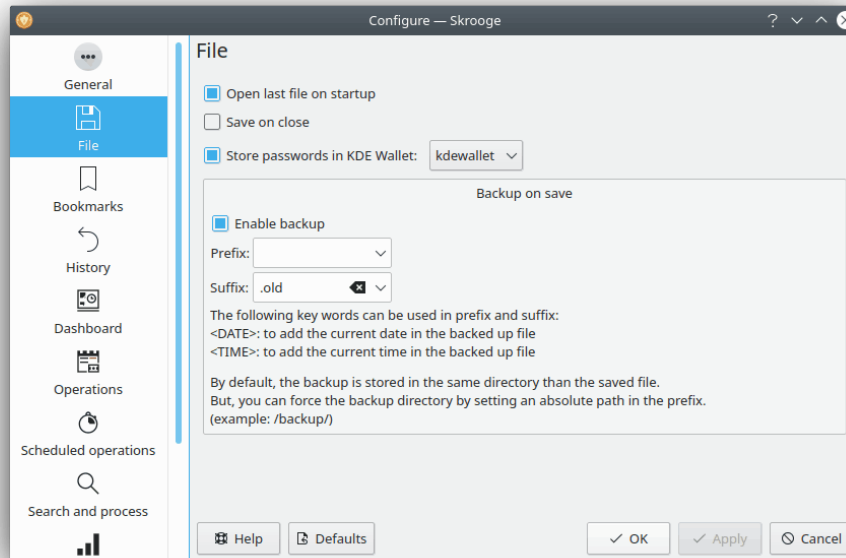 Configure — Skrooge
General
File
Bookmarks
History
Dashboard
Operations
Scheduled operations
Search and process
File
Open last file on startup
Save on close
Store passwords in KDE Wallet: kdewallet
Backup on save
Enable backup
Prefix:
Suffix: .old
The following key words can be used in prefix and suffix:
<DATE>: to add the current date in the backed up file
<TIME>: to add the current time in the backed up file
By default, the backup is stored in the same directory than the saved file.
But, you can force the backup directory by setting an absolute path in the prefix.
(example: /backup/)
Help Defaults OK Apply Cancel